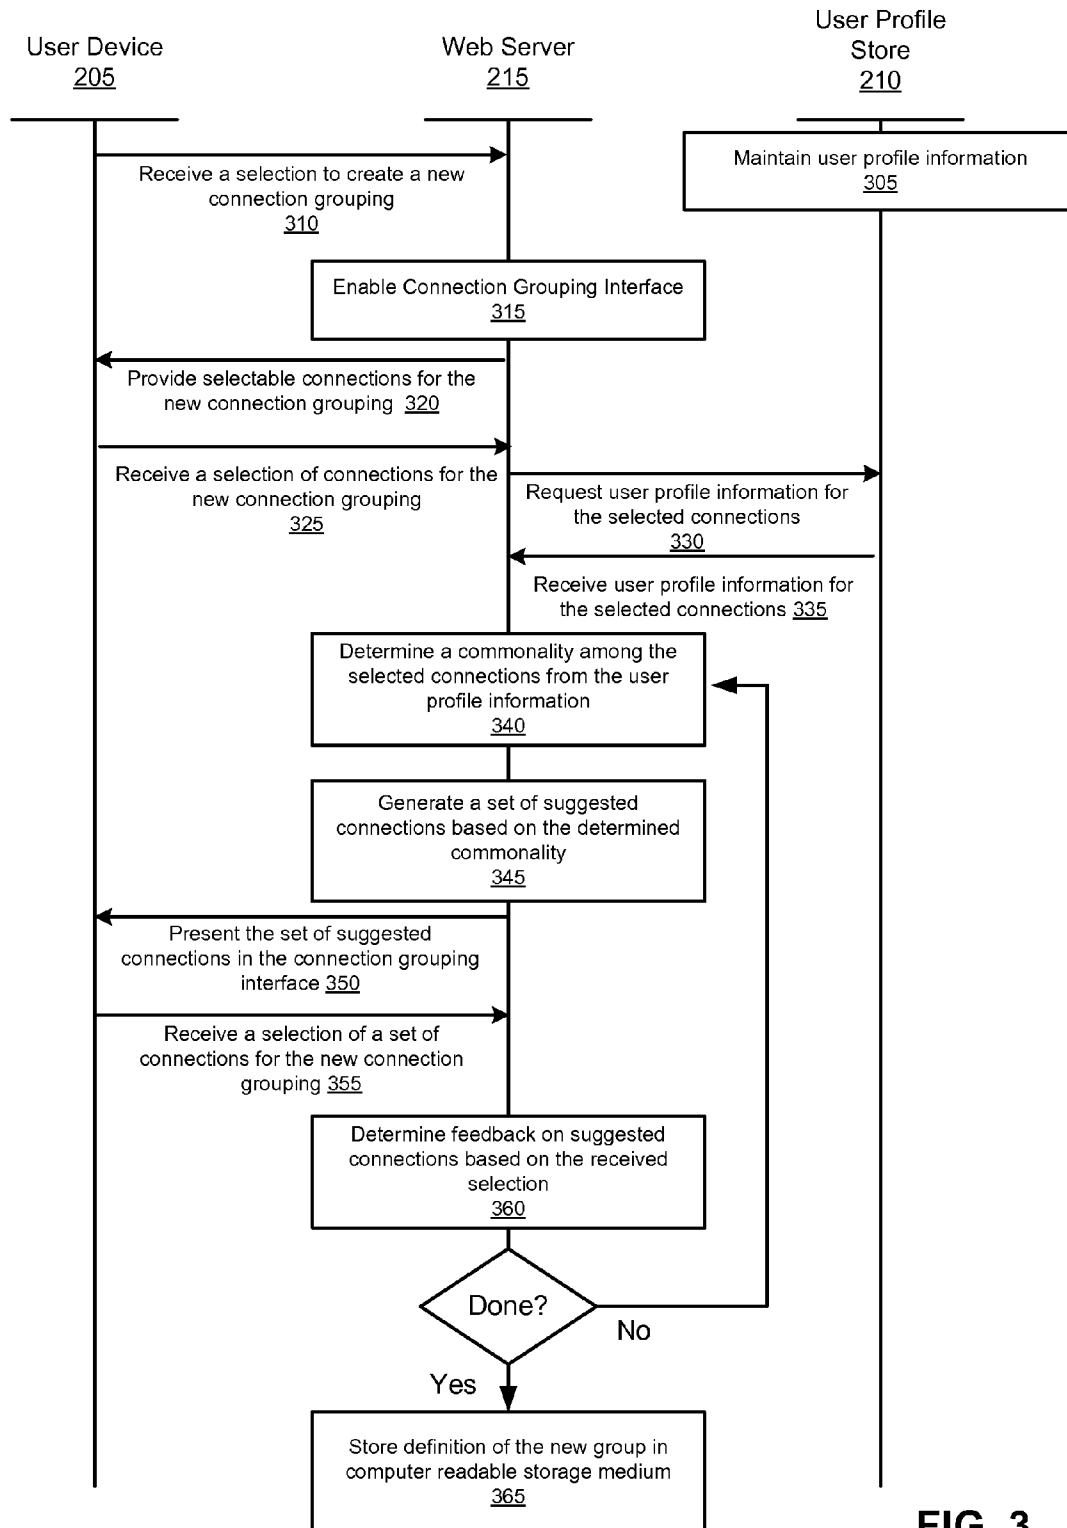 User Device
205
Web Server
215
User Profile
Store
210
Maintain user profile information
305
Receive a selection to create a new
connection grouping
310
Enable Connection Grouping Interface
315
Provide selectable connections for the
new connection grouping 320
Receive a selection of connections for the
new connection grouping
325
Request user profile information for
the selected connections
330
Receive user profile information for
the selected connections 335
Determine a commonality among the
selected connections from the user
profile information
340
Generate a set of suggested
connections based on the determined
commonality
345
Present the set of suggested
connections in the connection grouping
interface 350
Receive a selection of a set of
connections for the new connection
grouping 355
Determine feedback on suggested
connections based on the received
selection
360
Done?
No
Yes
Store definition of the new group in
computer readable storage medium
365
FIG. 3